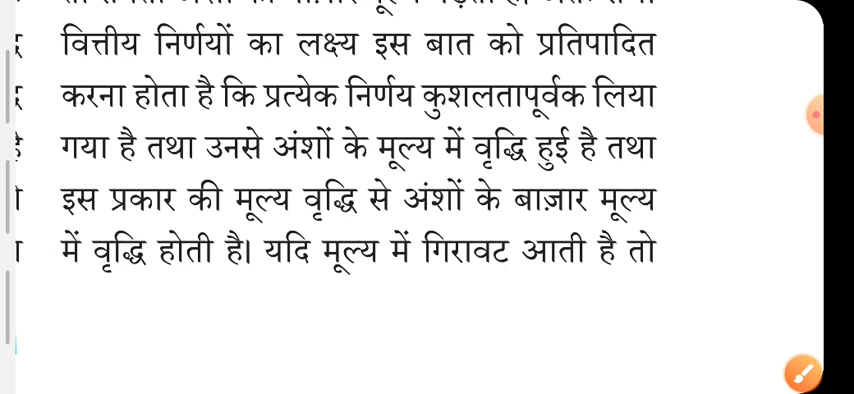 वित्तीय निर्णयों का लक्ष्य इस बात को प्रतिपादित
करना होता है कि प्रत्येक निर्णय कुशलतापूर्वक लिया
गया है तथा उनसे अंशों के मूल्य में वृद्धि हुई है तथा
इस प्रकार की मूल्य वृद्धि से अंशों के बाज़ार मूल्य
में वृद्धि होती है। यदि मूल्य में गिरावट आती है तो